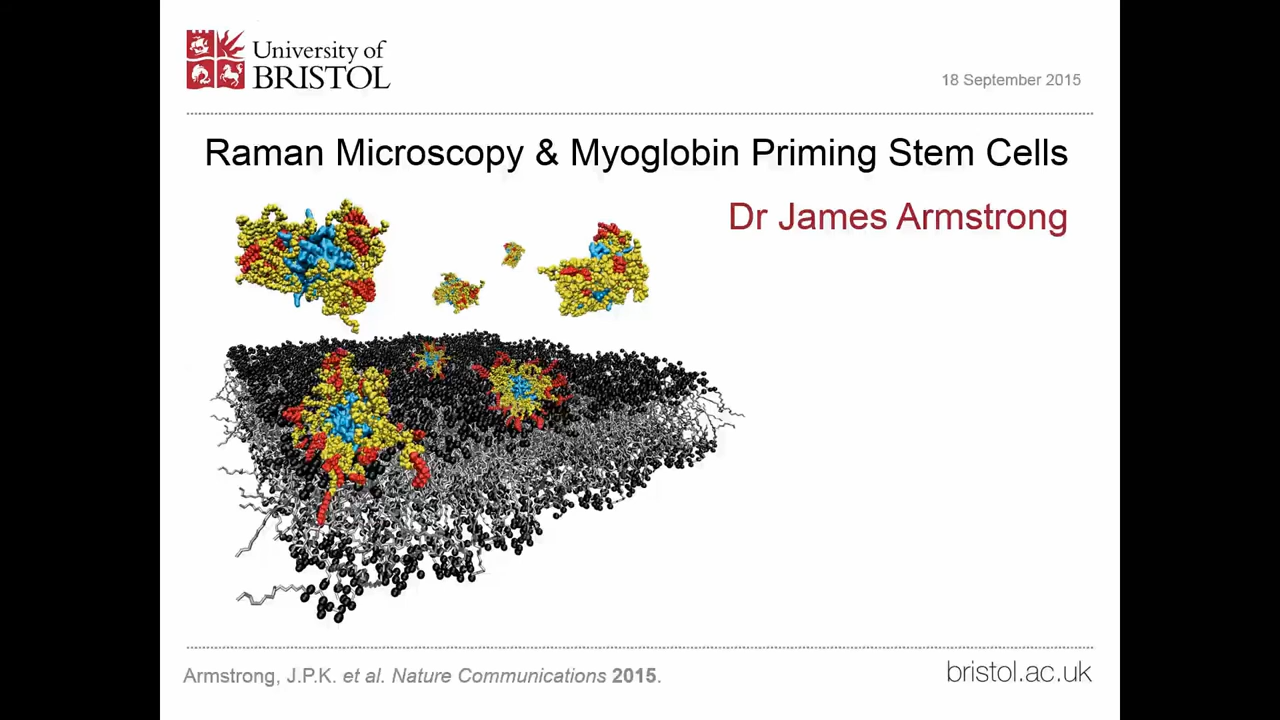 University of
BRISTOL
18 September 2015
Raman Microscopy & Myoglobin Priming Stem Cells
Dr James Armstrong
Armstrong, J.P.K. et al. Nature Communications 2015.
bristol.ac.uk